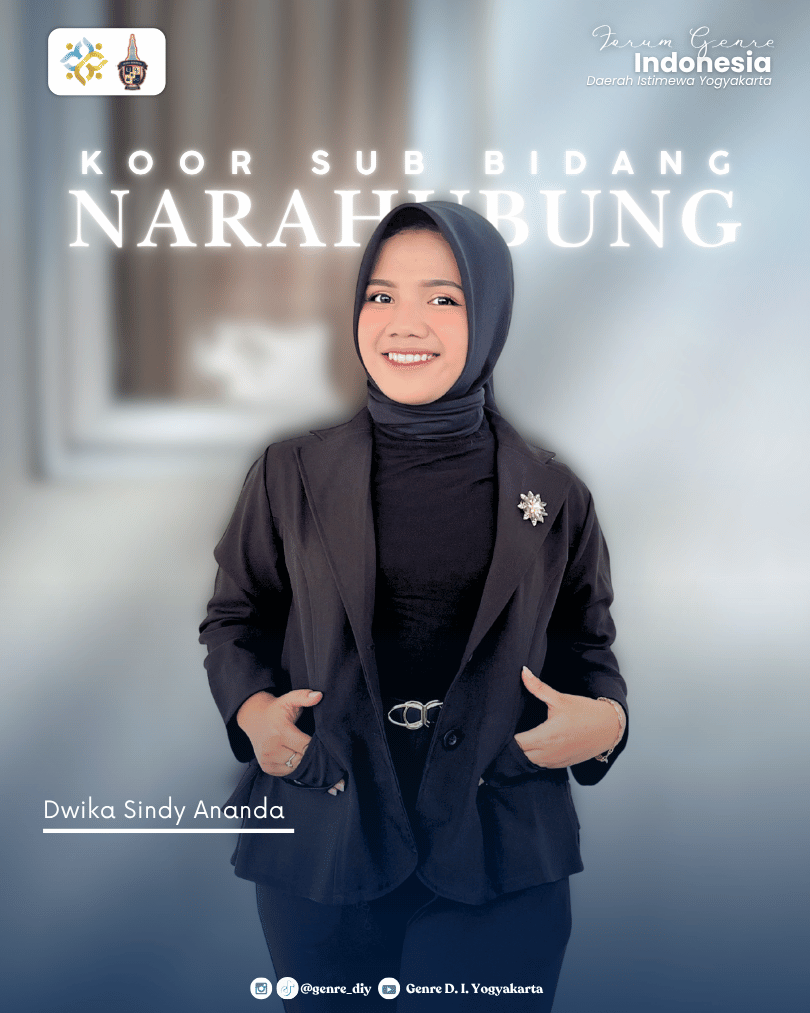 Forum Genre
Indonesia
Daerah Istimewa Yogyakarta
KOOR SUB BIDANG
NARAHUBUNG
Dwika Sindy Ananda
@genre_diy Genre D. I. Yogyakarta